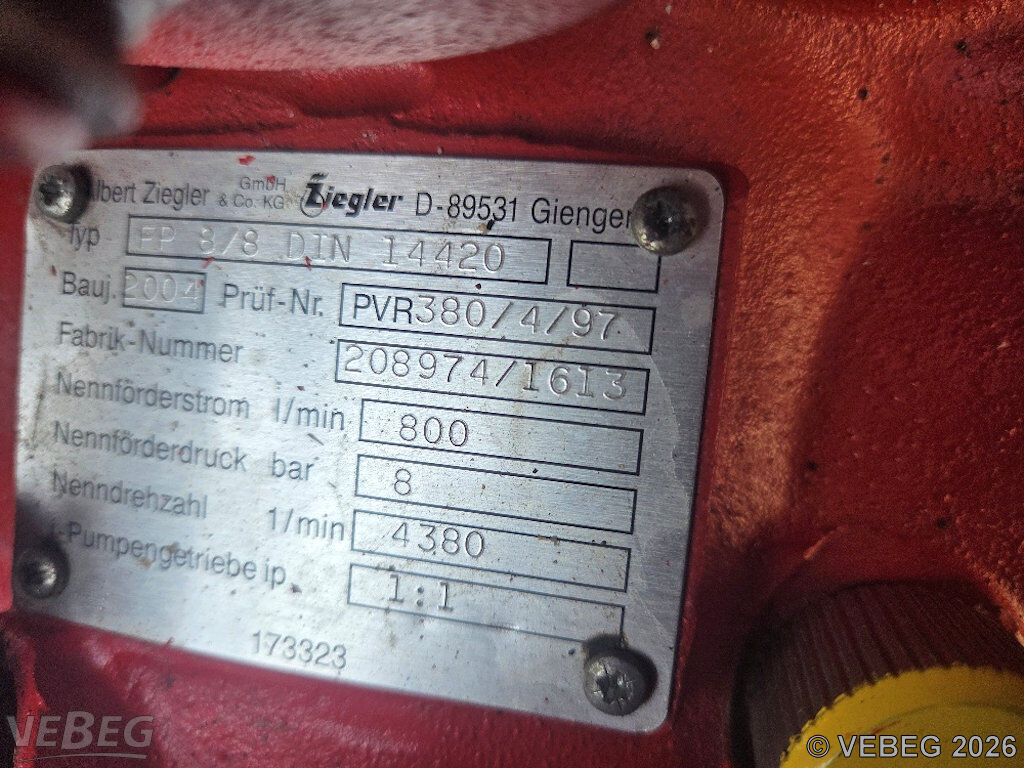 Albert Ziegler GmbH & Co. KG Ziegler D-89531 Giengen
Typ FP 8/8 DIN 14420
Bauj. 2004 Prüf-Nr. PVR380/4/97
Fabrik-Nummer 208974/1613
Nennförderstrom l/min 800
Nennförderdruck bar 8
Nenndrehzahl 1/min 4380
-Pumpengetriebe ip 1:1
173323
VEBEG
© VEBEG 2026